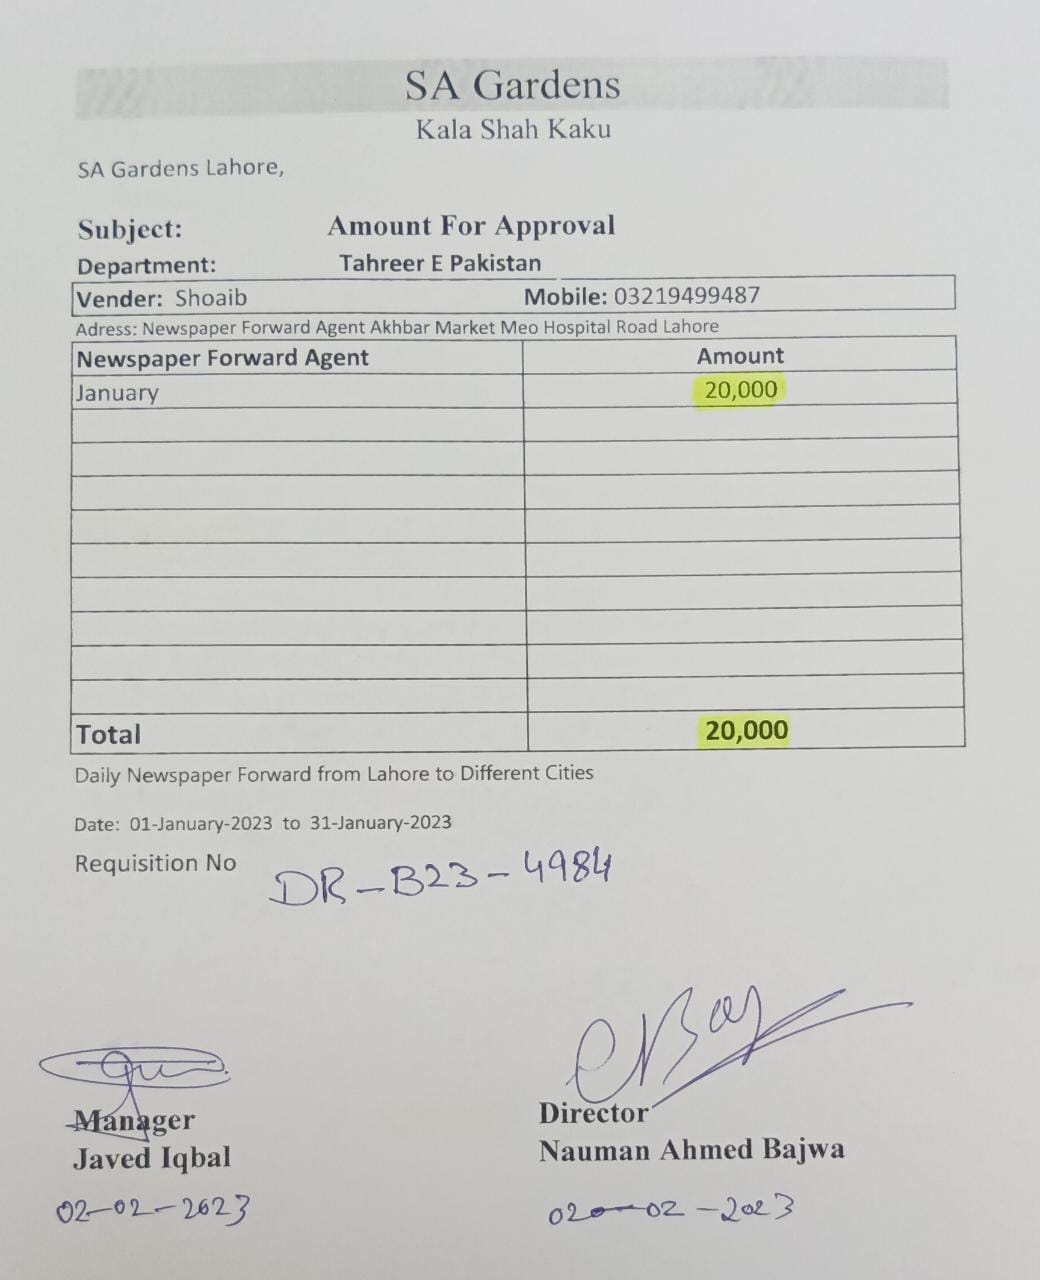 SA Gardens
Kala Shah Kaku
SA Gardens Lahore,
Subject: Amount For Approval
Department: Tahreer E Pakistan
Vender: Shoaib Mobile: 03219499487
Adress: Newspaper Forward Agent Akhbar Market Meo Hospital Road Lahore
Newspaper Forward Agent Amount
January 20,000
Total 20,000
Daily Newspaper Forward from Lahore to Different Cities
Date: 01-January-2023 to 31-January-2023
Requisition No DR-B23-4984
Manager Director
Javed Iqbal Nauman Ahmed Bajwa
02-02-2023 02-02-2023